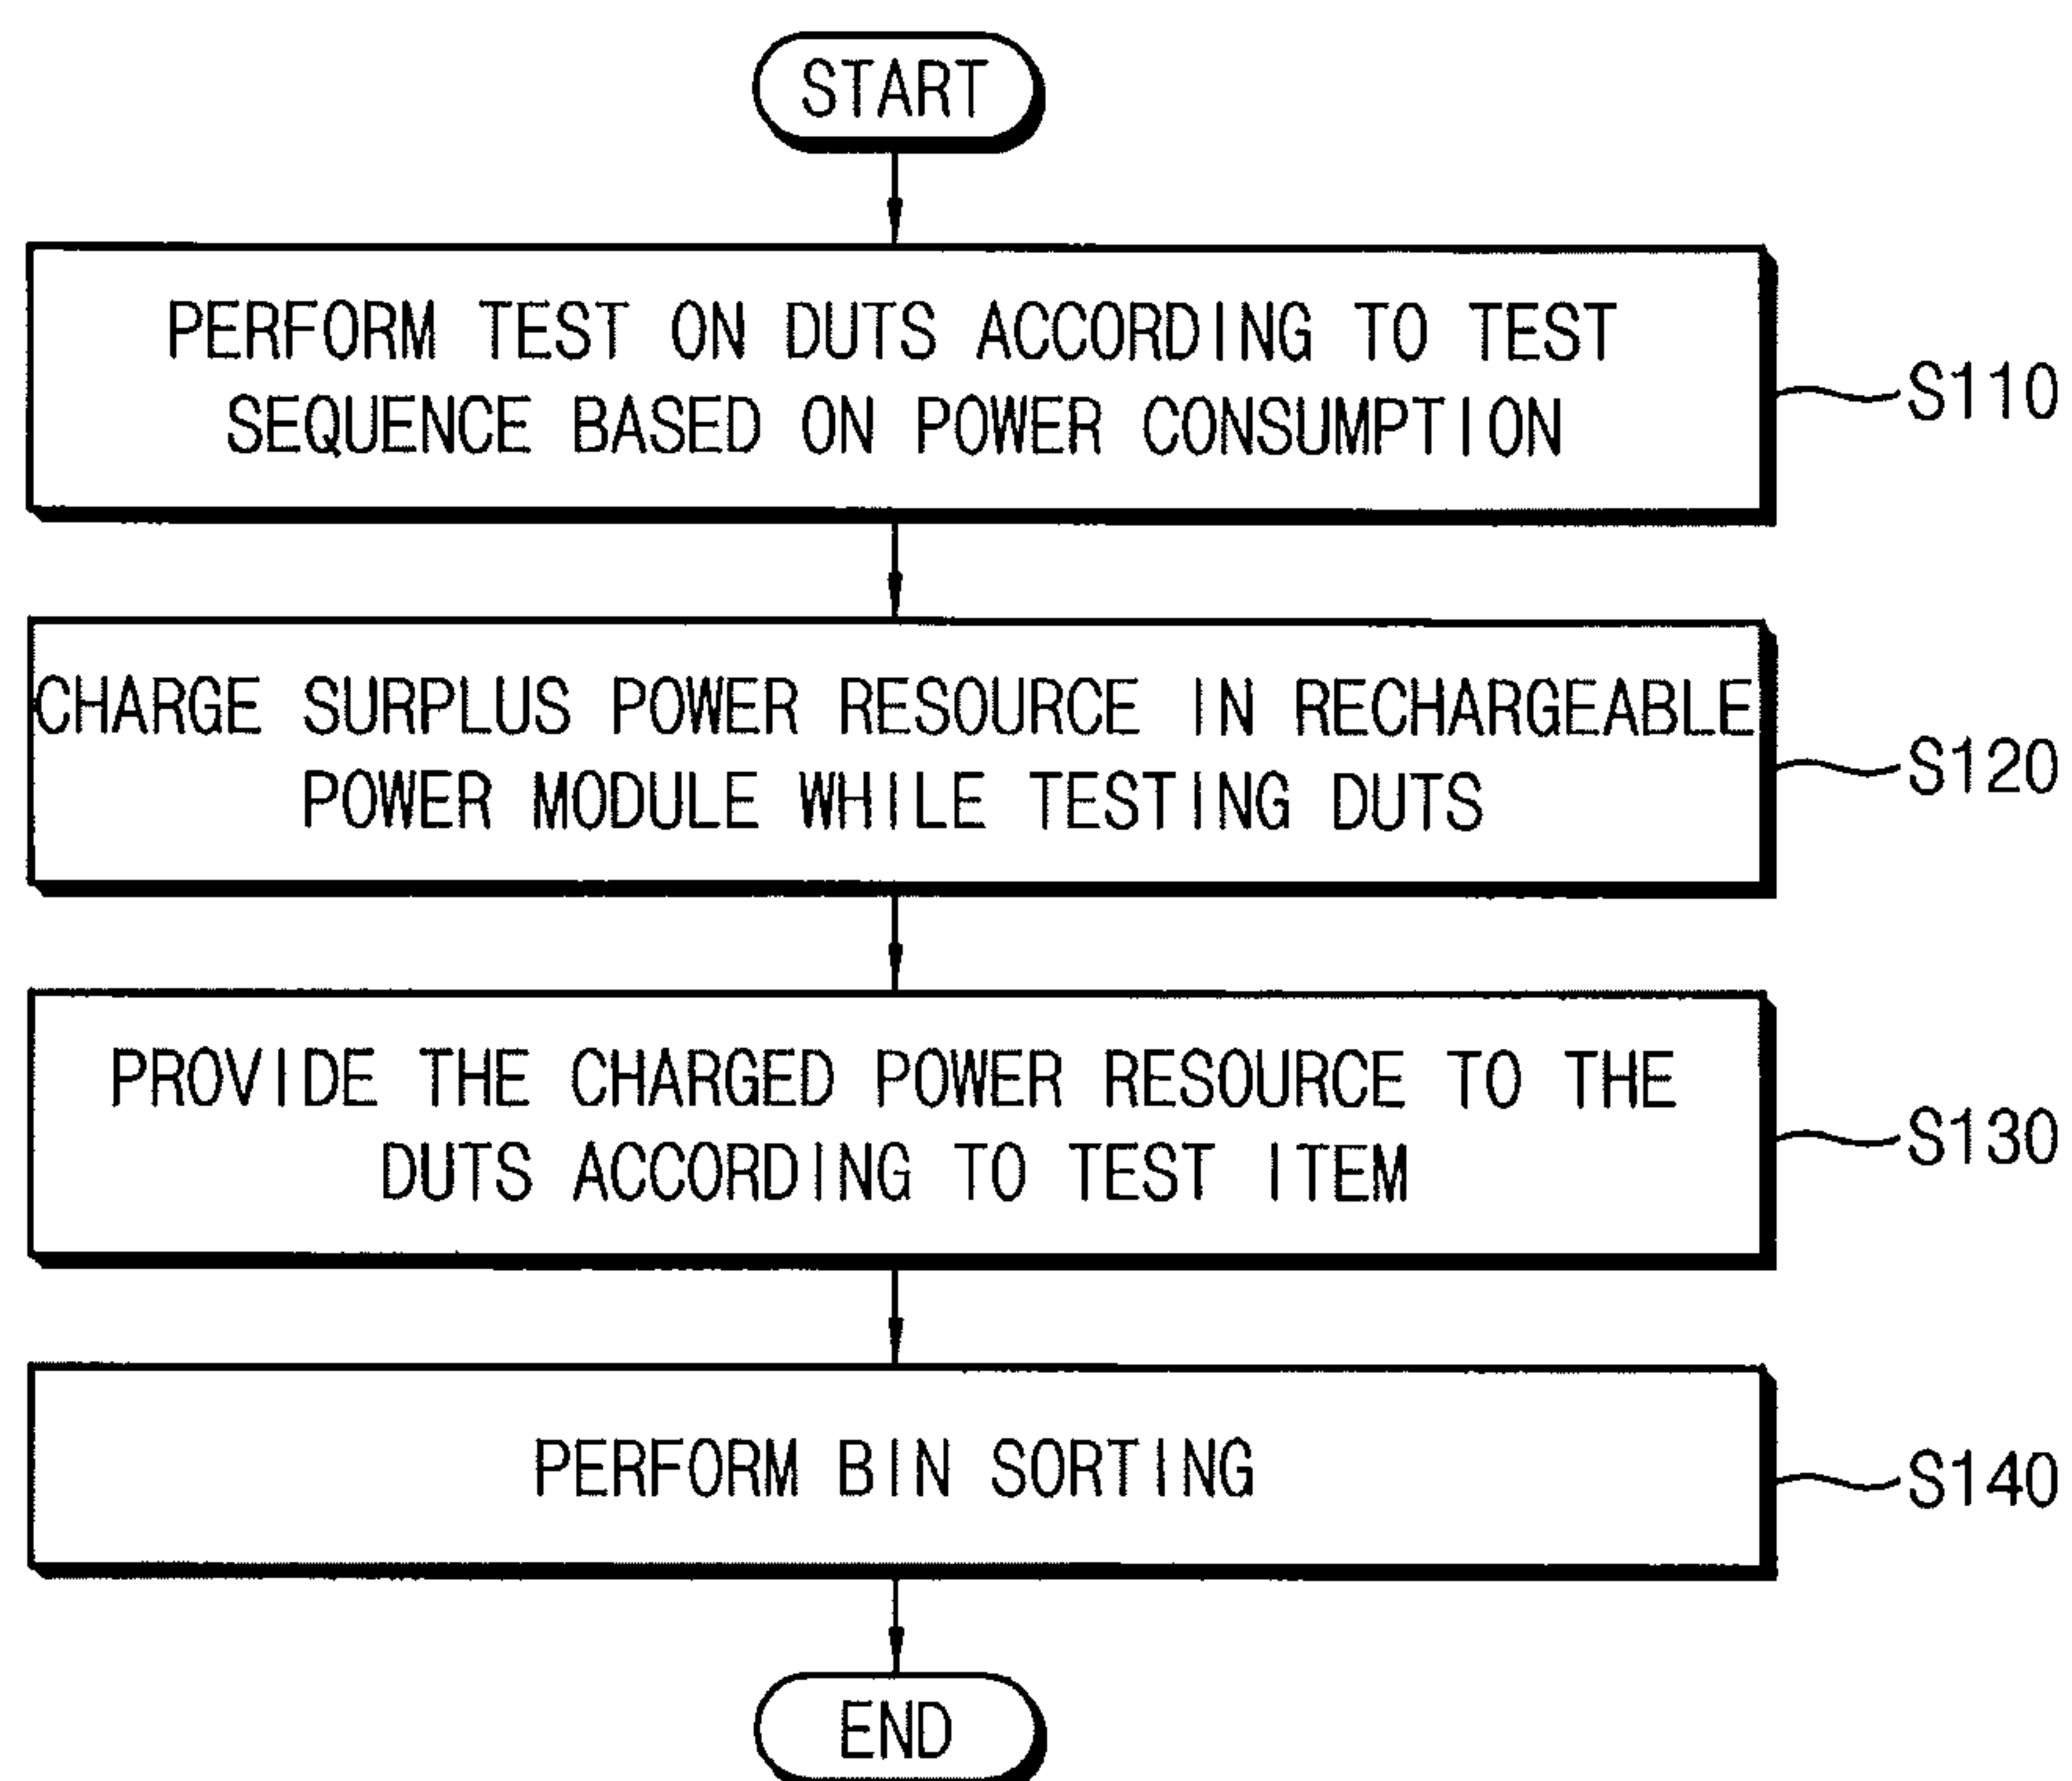 START
PERFORM TEST ON DUTS ACCORDING TO TEST
SEQUENCE BASED ON POWER CONSUMPTION
S110
CHARGE SURPLUS POWER RESOURCE IN RECHARGEABLE
POWER MODULE WHILE TESTING DUTS
S120
PROVIDE THE CHARGED POWER RESOURCE TO THE
DUTS ACCORDING TO TEST ITEM
S130
PERFORM BIN SORTING
S140
END